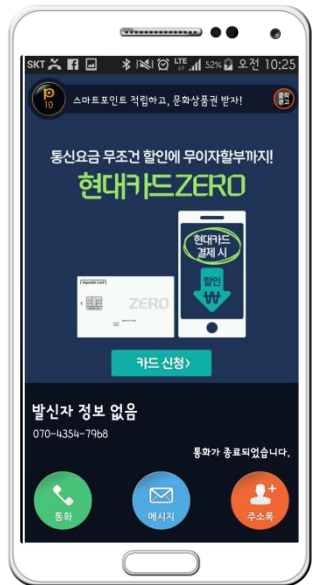 SKT LTE 52% 오전 10:25
P
10
스마트포인트 적립하고, 문화상품권 받자!
클릭
광고
통신요금 무조건 할인에 무이자할부까지!
현대카드ZERO
현대카드
결제 시
할인
₩
ZERO
카드 신청>
발신자 정보 없음
070-4354-7968
통화가 종료되었습니다.
통화
메시지
주소록